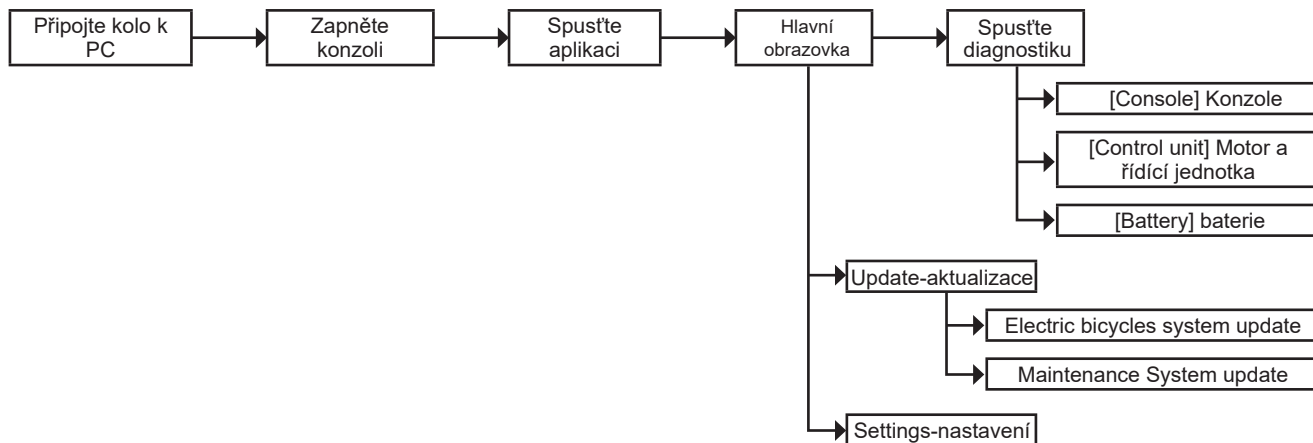 Připojte kolo k
PC
Zapněte
konzoli
Spusťte
aplikaci
Hlavní
obrazovka
Spusťte
diagnostiku
[Console] Konzole
[Control unit] Motor a
řídící jednotka
[Battery] baterie
Update-aktualizace
Electric bicycles system update
Maintenance System update
Settings-nastavení